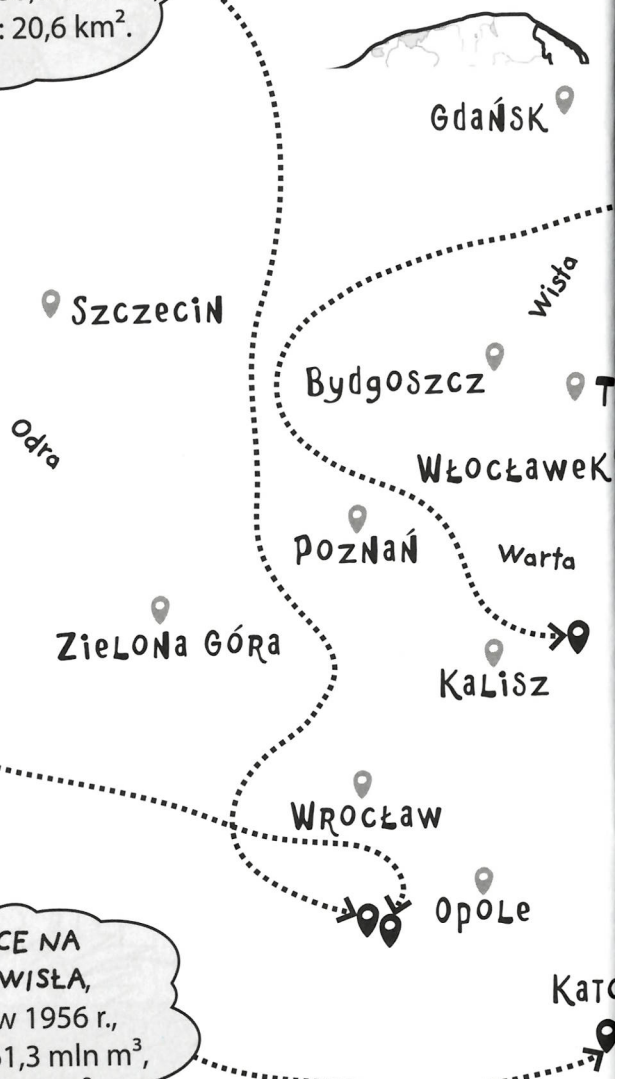 : 20,6 km².
GdAŃSK
Wisła
SzczeciN
Bydgoszcz
T
Odra
WŁOCŁAweK
POZNAŃ
Warta
ZieLONA GÓRA
KALiSz
WROCŁAW
OpOLe
CE NA
WISŁA,
w 1956 r.,
KATO
1,3 mln m³,